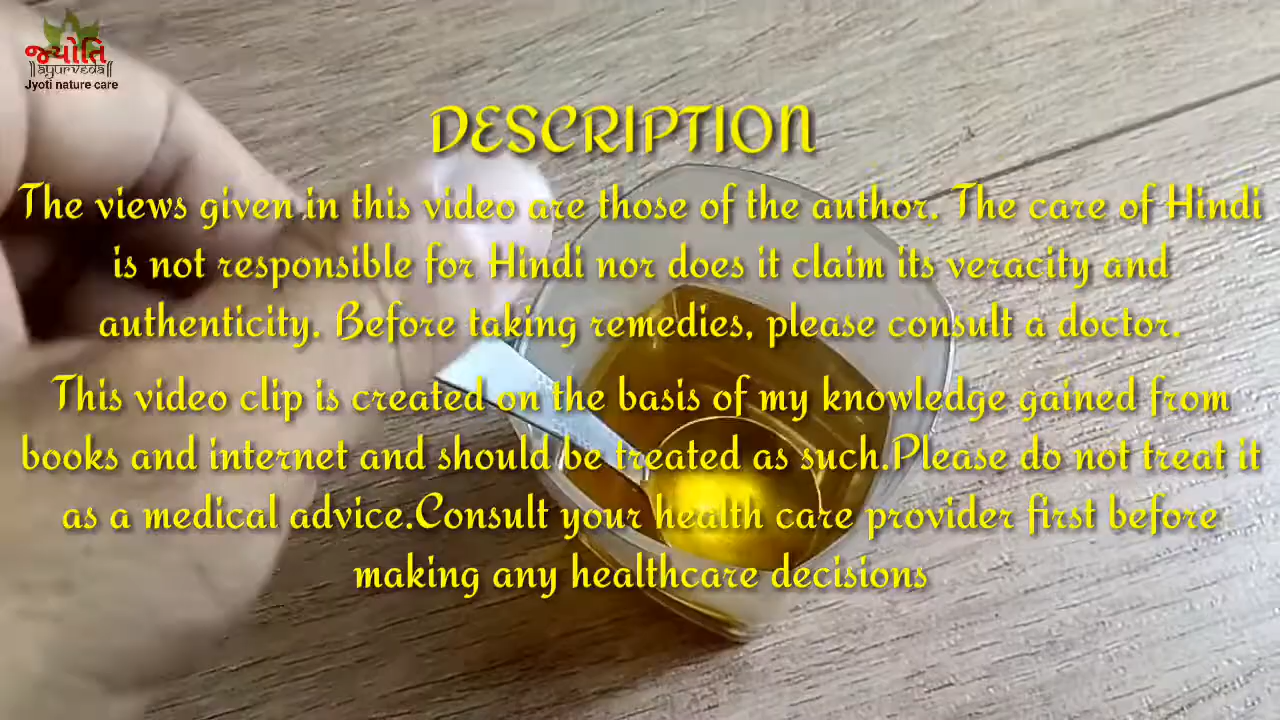 જ્યોતિ
||ayurveda||
Jyoti nature care
DESCRIPTION
The views given in this video are those of the author. The care of Hindi
is not responsible for Hindi nor does it claim its veracity and
authenticity. Before taking remedies, please consult a doctor.
This video clip is created on the basis of my knowledge gained from
books and internet and should be treated as such.Please do not treat it
as a medical advice.Consult your health care provider first before
making any healthcare decisions